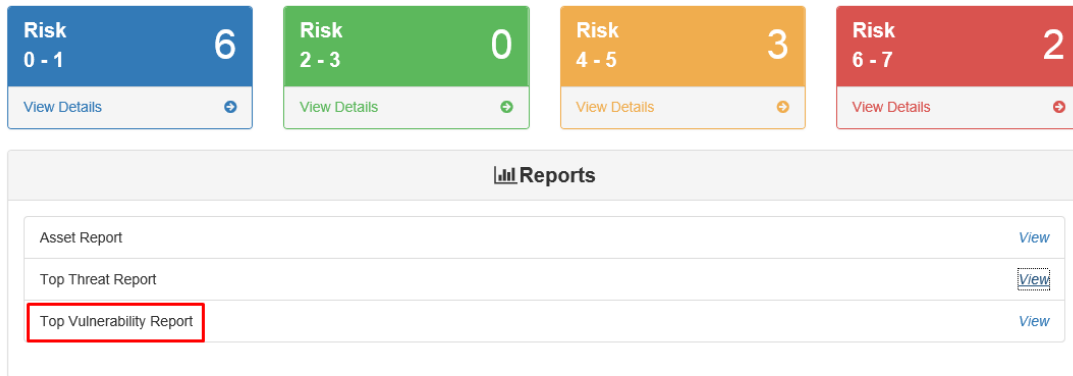 Risk
0 - 1
6
View Details
Risk
2 - 3
0
View Details
Risk
4 - 5
3
View Details
Risk
6 - 7
2
View Details
Reports
Asset Report View
Top Threat Report View
Top Vulnerability Report View